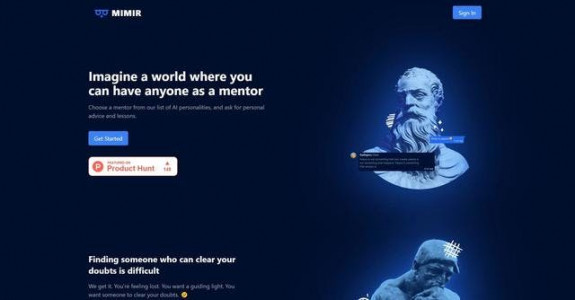 MIMIR
Sign In
Imagine a world where you
can have anyone as a mentor
Choose a mentor from our list of AI personalities, and ask for personal
advice and lessons.
Get Started
FEATURED ON
Product Hunt
Finding someone who can clear your
doubts is difficult
We get it. You're feeling lost. You want a guiding light. You
want someone to clear your doubts. 🤔